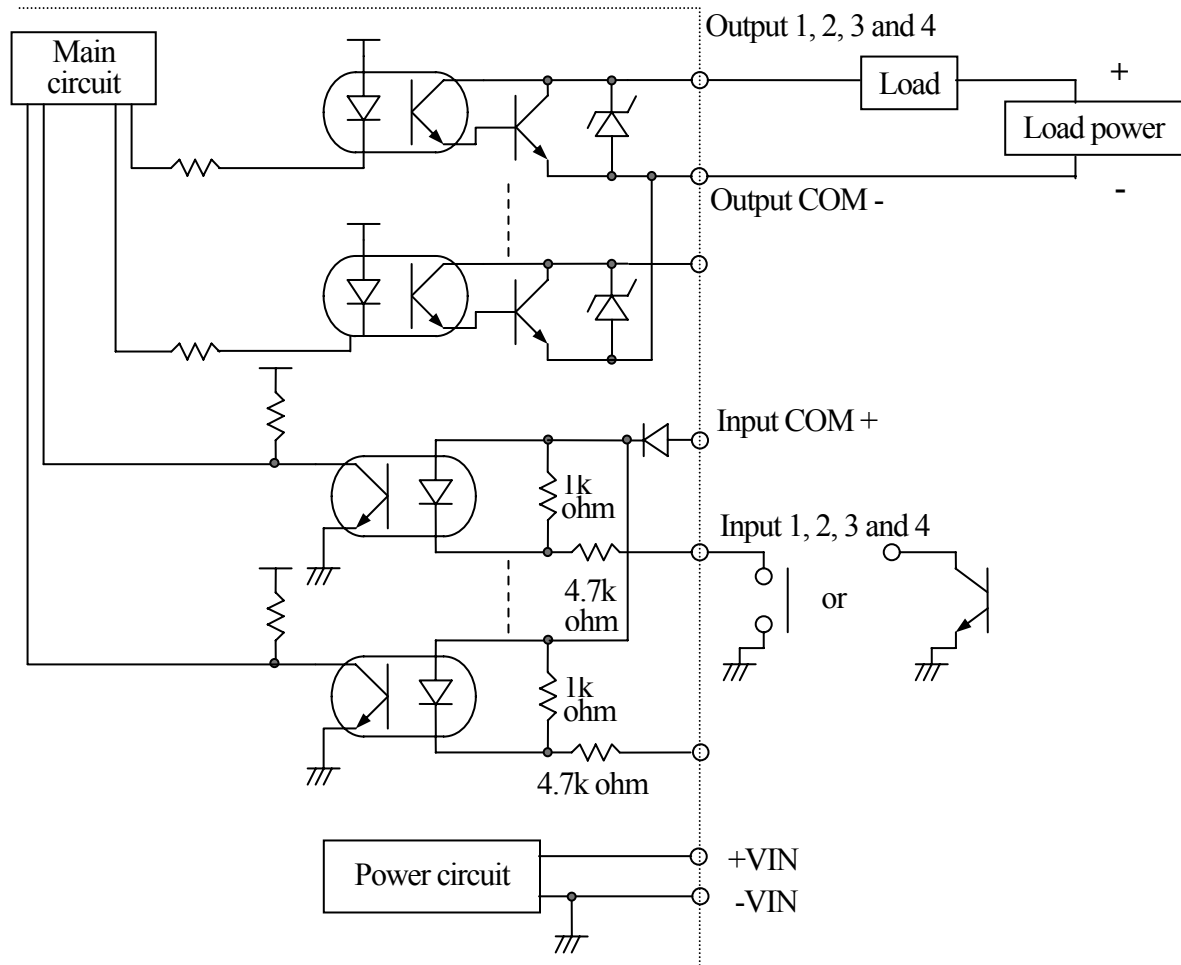 Output 1, 2, 3 and 4
Main
circuit
Load
+
Load power
-
Output COM -
Input COM +
1k
ohm
Input 1, 2, 3 and 4
4.7k
ohm
or
1k
ohm
4.7k ohm
Power circuit
+VIN
-VIN